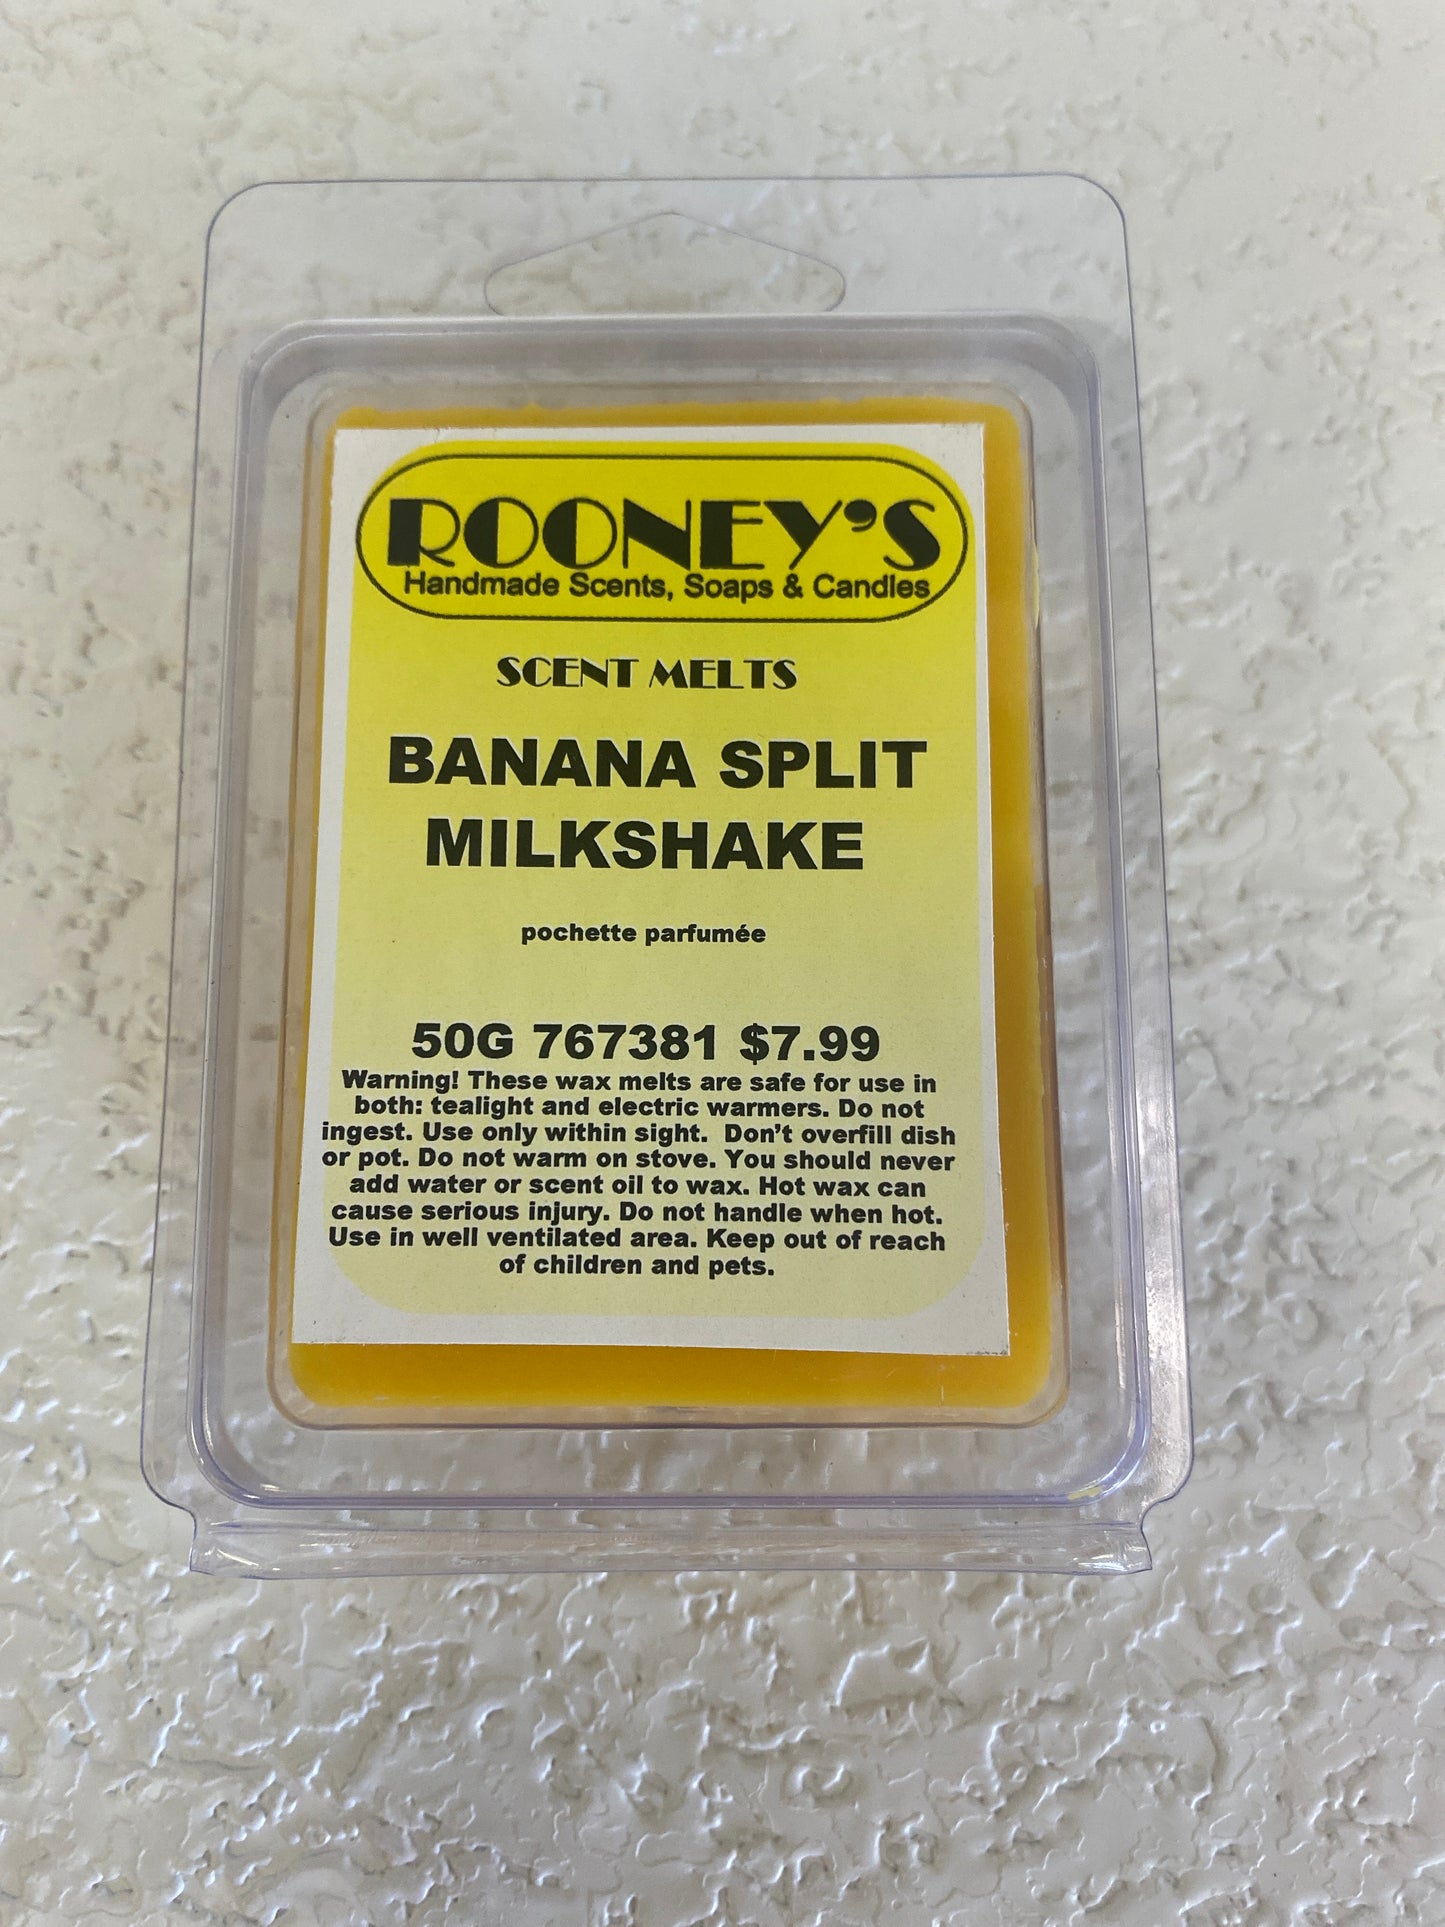 ROONEY'S
Handmade Scents, Soaps & Candles
SCENT MELTS
BANANA SPLIT
MILKSHAKE
pochette parfumée
50G 767381 $7.99
Warning! These wax melts are safe for use in
both: tealight and electric warmers. Do not
ingest. Use only within sight.  Don't overfill dish
or pot. Do not warm on stove. You should never
add water or scent oil to wax. Hot wax can
cause serious injury. Do not handle when hot.
Use in well ventilated area. Keep out of reach
of children and pets.